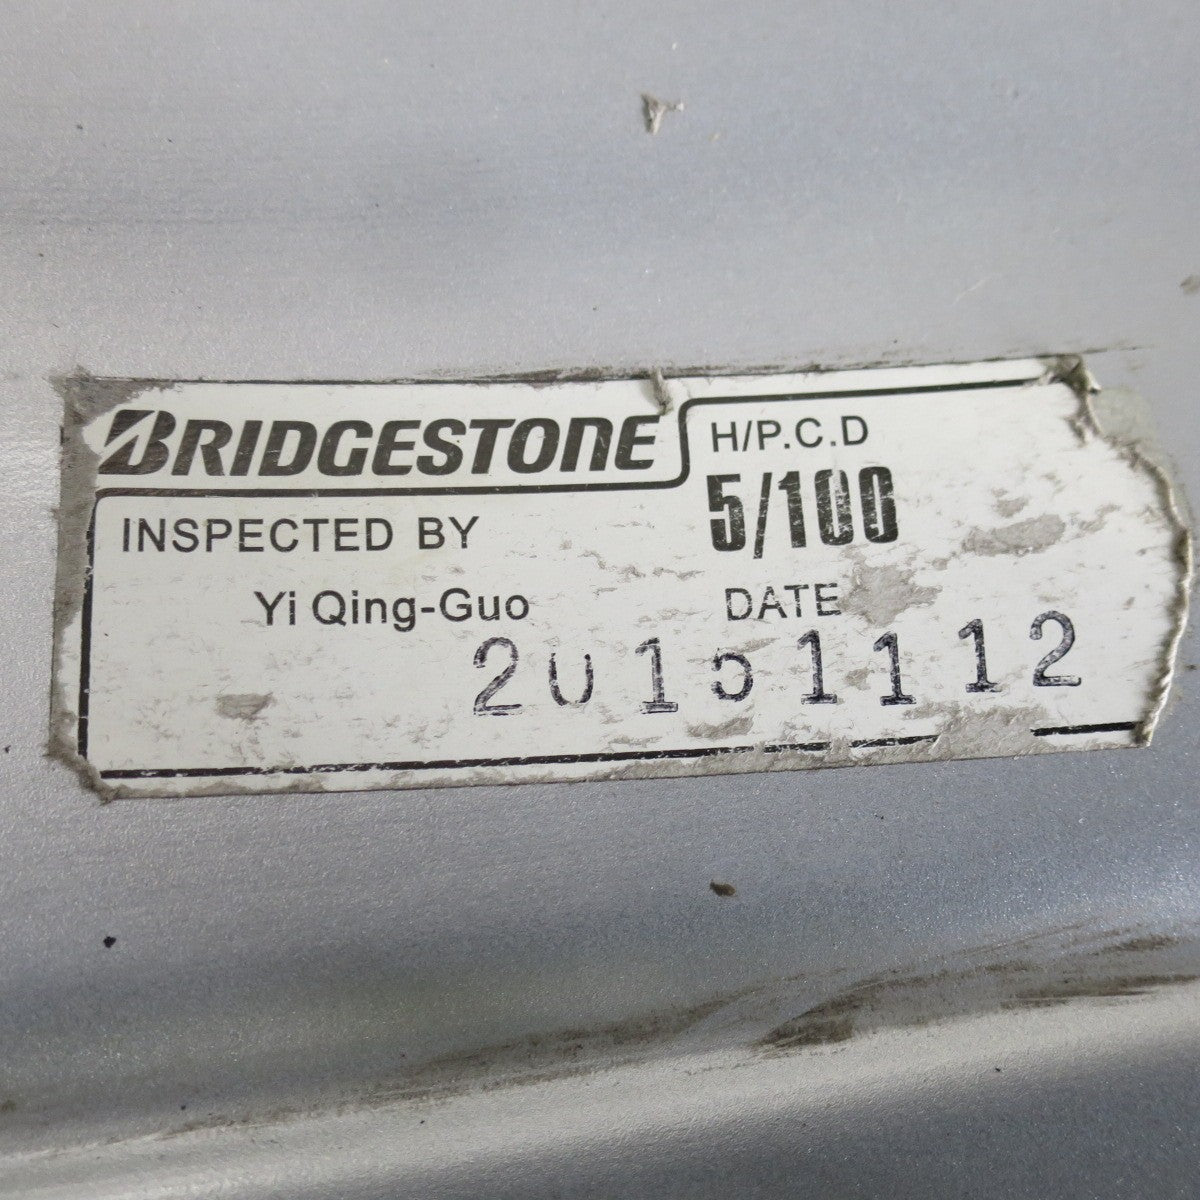 BRIDGESTONE
H/P.C.D
5/100
INSPECTED BY
Yi Qing-Guo
DATE
20151112